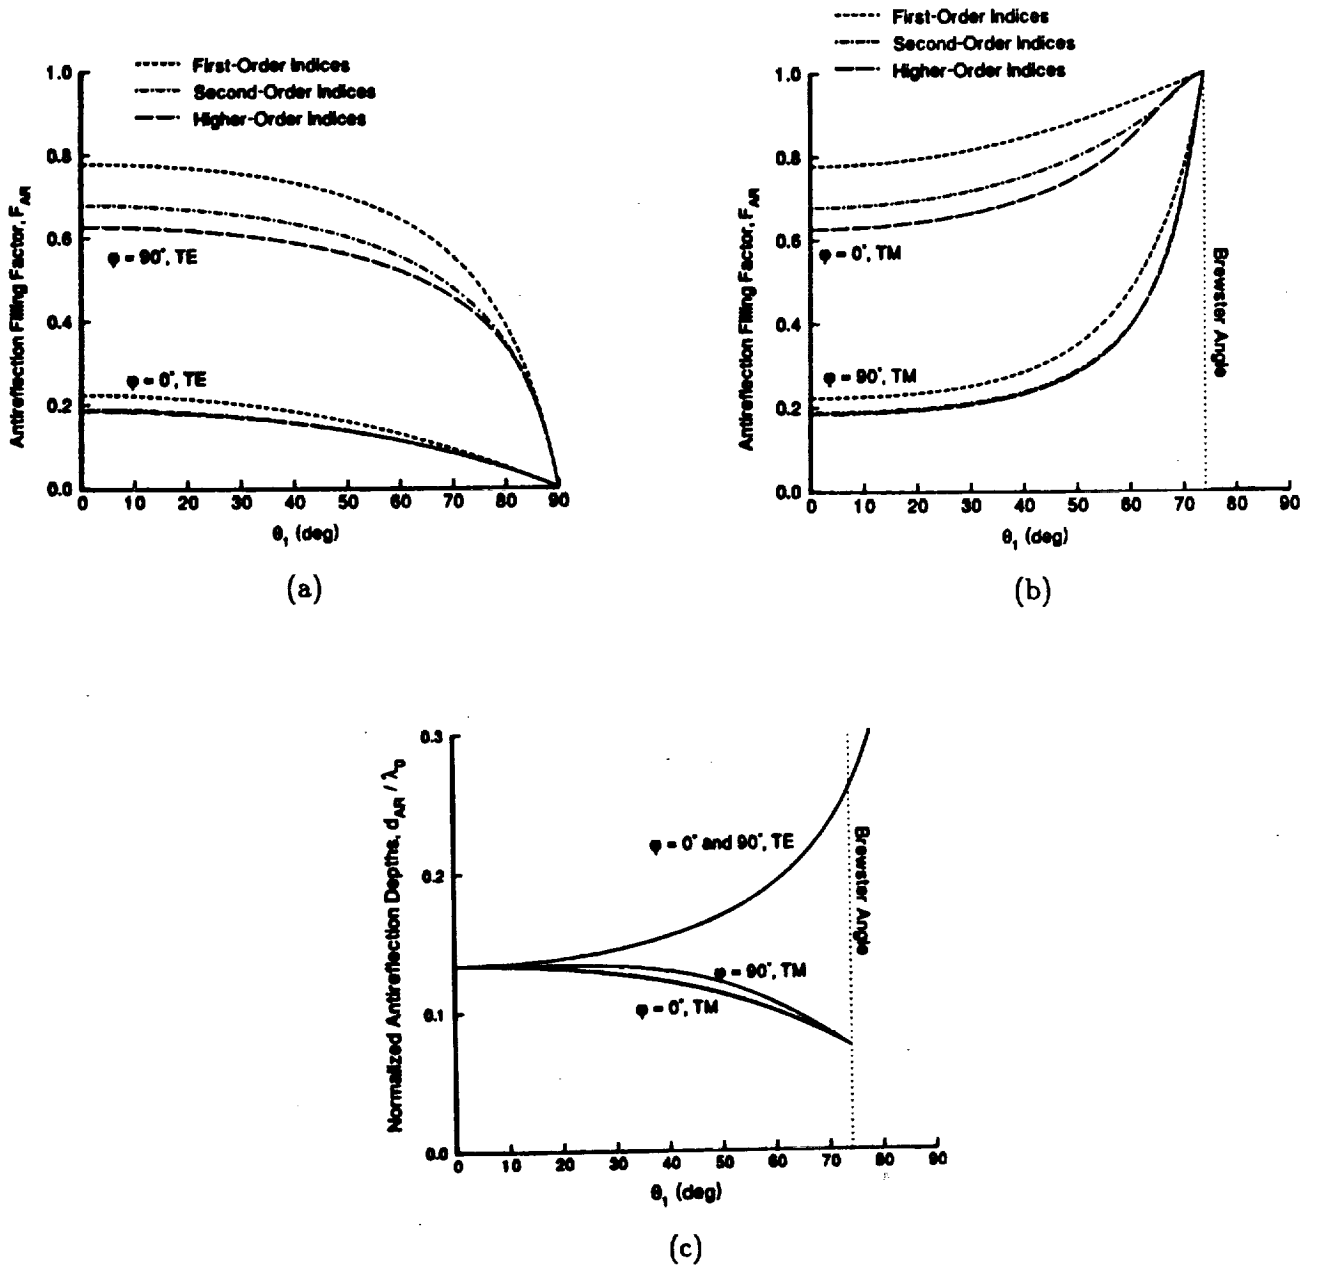 First-Order Indices
Second-Order Indices
Higher-Order Indices
Antireflection Filling Factor, F_AR
1.0
0.8
0.6
0.4
0.2
0.0
φ = 90°, TE
φ = 0°, TE
0 10 20 30 40 50 60 70 80 90
θ₁ (deg)
(a)
First-Order Indices
Second-Order Indices
Higher-Order Indices
Antireflection Filling Factor, F_AR
1.0
0.8
0.6
0.4
0.2
0.0
φ = 0°, TM
φ = 90°, TM
Brewster Angle
0 10 20 30 40 50 60 70 80 90
θ₁ (deg)
(b)
Normalized Antireflection Depths, d_AR / λ₀
0.3
0.2
0.1
0.0
φ = 0° and 90°, TE
φ = 90°, TM
φ = 0°, TM
Brewster Angle
0 10 20 30 40 50 60 70 80 90
θ₁ (deg)
(c)